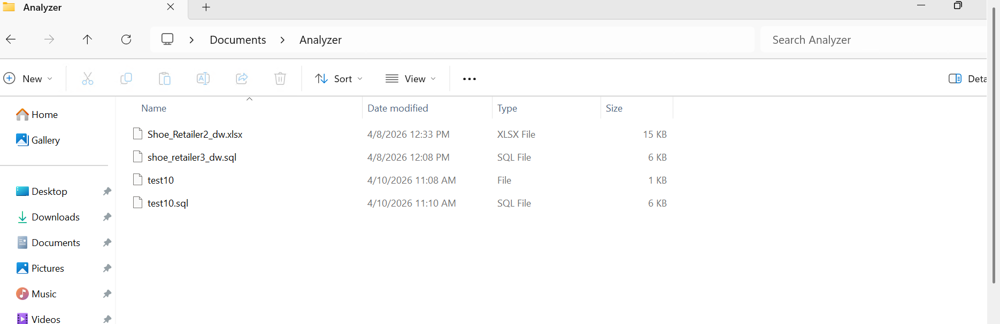 Analyzer
Documents > Analyzer
Search Analyzer
New
Sort
View
Deta
Name Date modified Type Size
Home
Gallery
Shoe_Retailer2_dw.xlsx 4/8/2026 12:33 PM XLSX File 15 KB
shoe_retailer3_dw.sql 4/8/2026 12:08 PM SQL File 6 KB
test10 4/10/2026 11:08 AM File 1 KB
test10.sql 4/10/2026 11:10 AM SQL File 6 KB
Desktop
Downloads
Documents
Pictures
Music
Videos